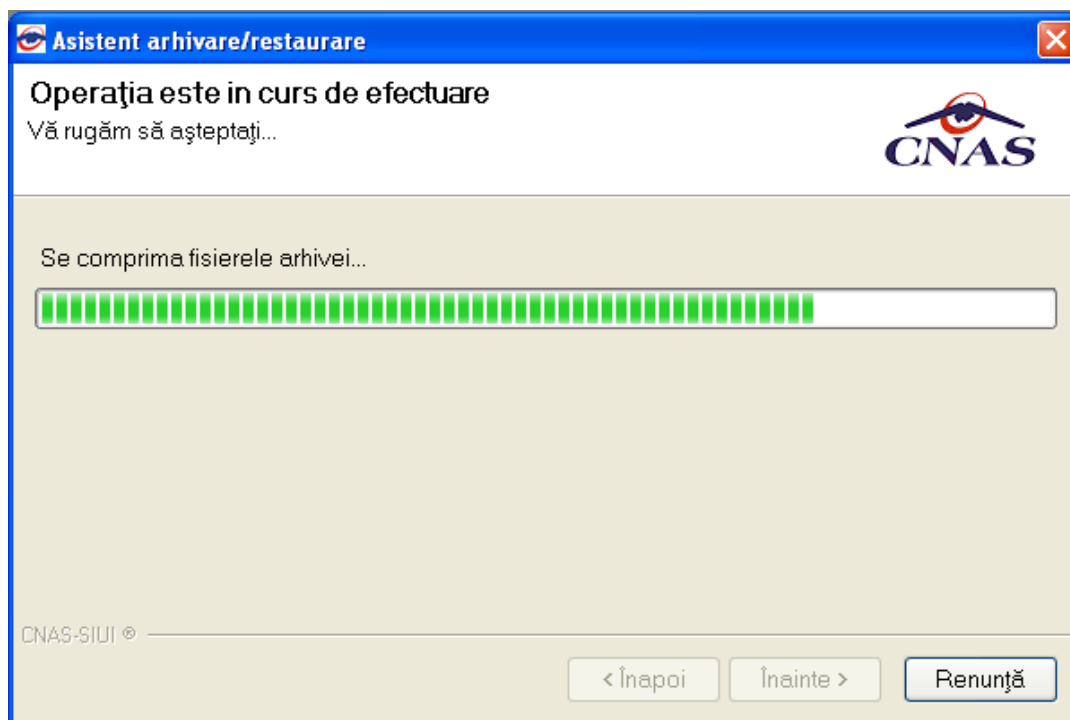 Asistent arhivare/restaurare
Operaţia este in curs de efectuare
Vă rugăm să aşteptaţi...
CNAS
Se comprima fisierele arhivei...
CNAS-SIUI ®
< Înapoi
Înainte >
Renunţă